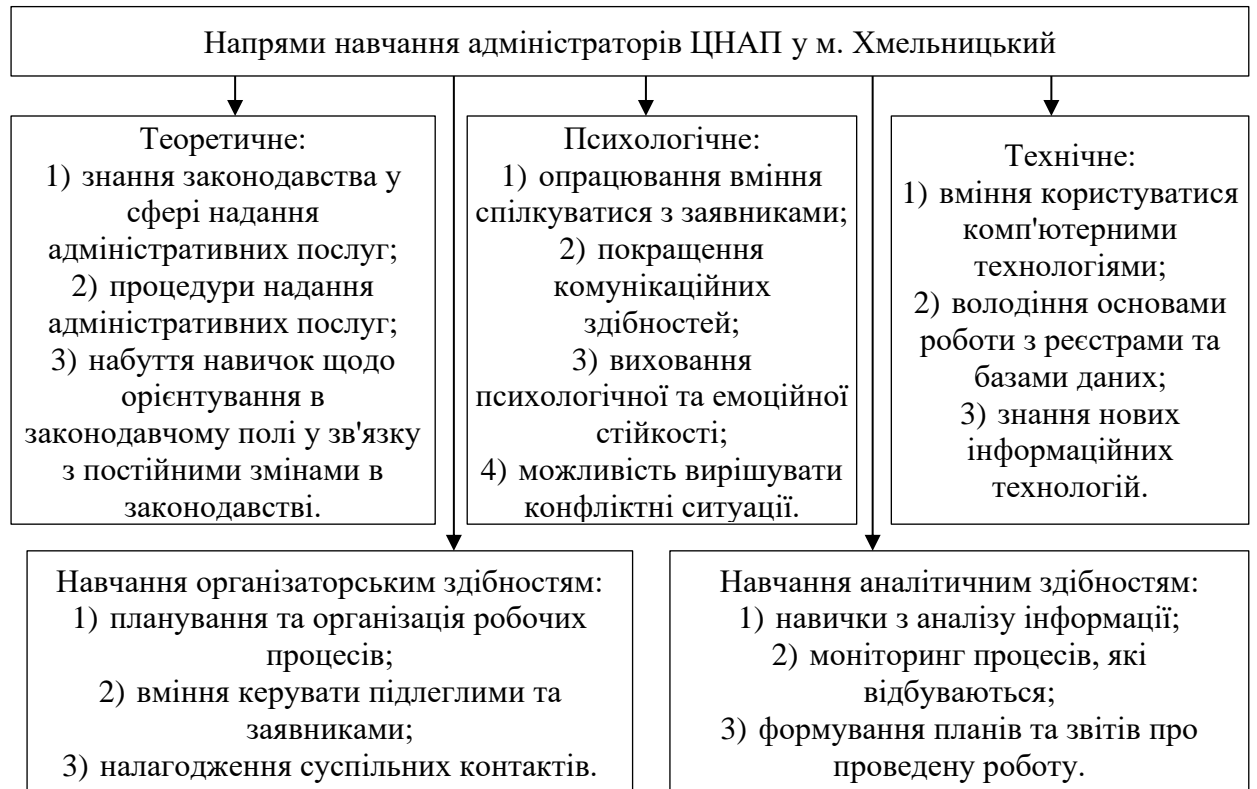 Напрями навчання адміністраторів ЦНАП у м. Хмельницький
Теоретичне:
1) знання законодавства у
сфері надання
адміністративних послуг;
2) процедури надання
адміністративних послуг;
3) набуття навичок щодо
орієнтування в
законодавчому полі у зв'язку
з постійними змінами в
законодавстві.
Психологічне:
1) опрацювання вміння
спілкуватися з заявниками;
2) покращення
комунікаційних
здібностей;
3) виховання
психологічної та емоційної
стійкості;
4) можливість вирішувати
конфліктні ситуації.
Технічне:
1) вміння користуватися
комп'ютерними
технологіями;
2) володіння основами
роботи з реєстрами та
базами даних;
3) знання нових
інформаційних
технологій.
Навчання організаторським здібностям:
1) планування та організація робочих
процесів;
2) вміння керувати підлеглими та
заявниками;
3) налагодження суспільних контактів.
Навчання аналітичним здібностям:
1) навички з аналізу інформації;
2) моніторинг процесів, які
відбуваються;
3) формування планів та звітів про
проведену роботу.